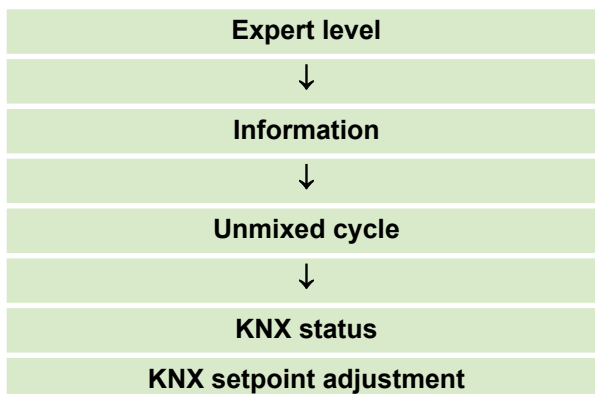 Expert level
↓
Information
↓
Unmixed cycle
↓
KNX status
KNX setpoint adjustment